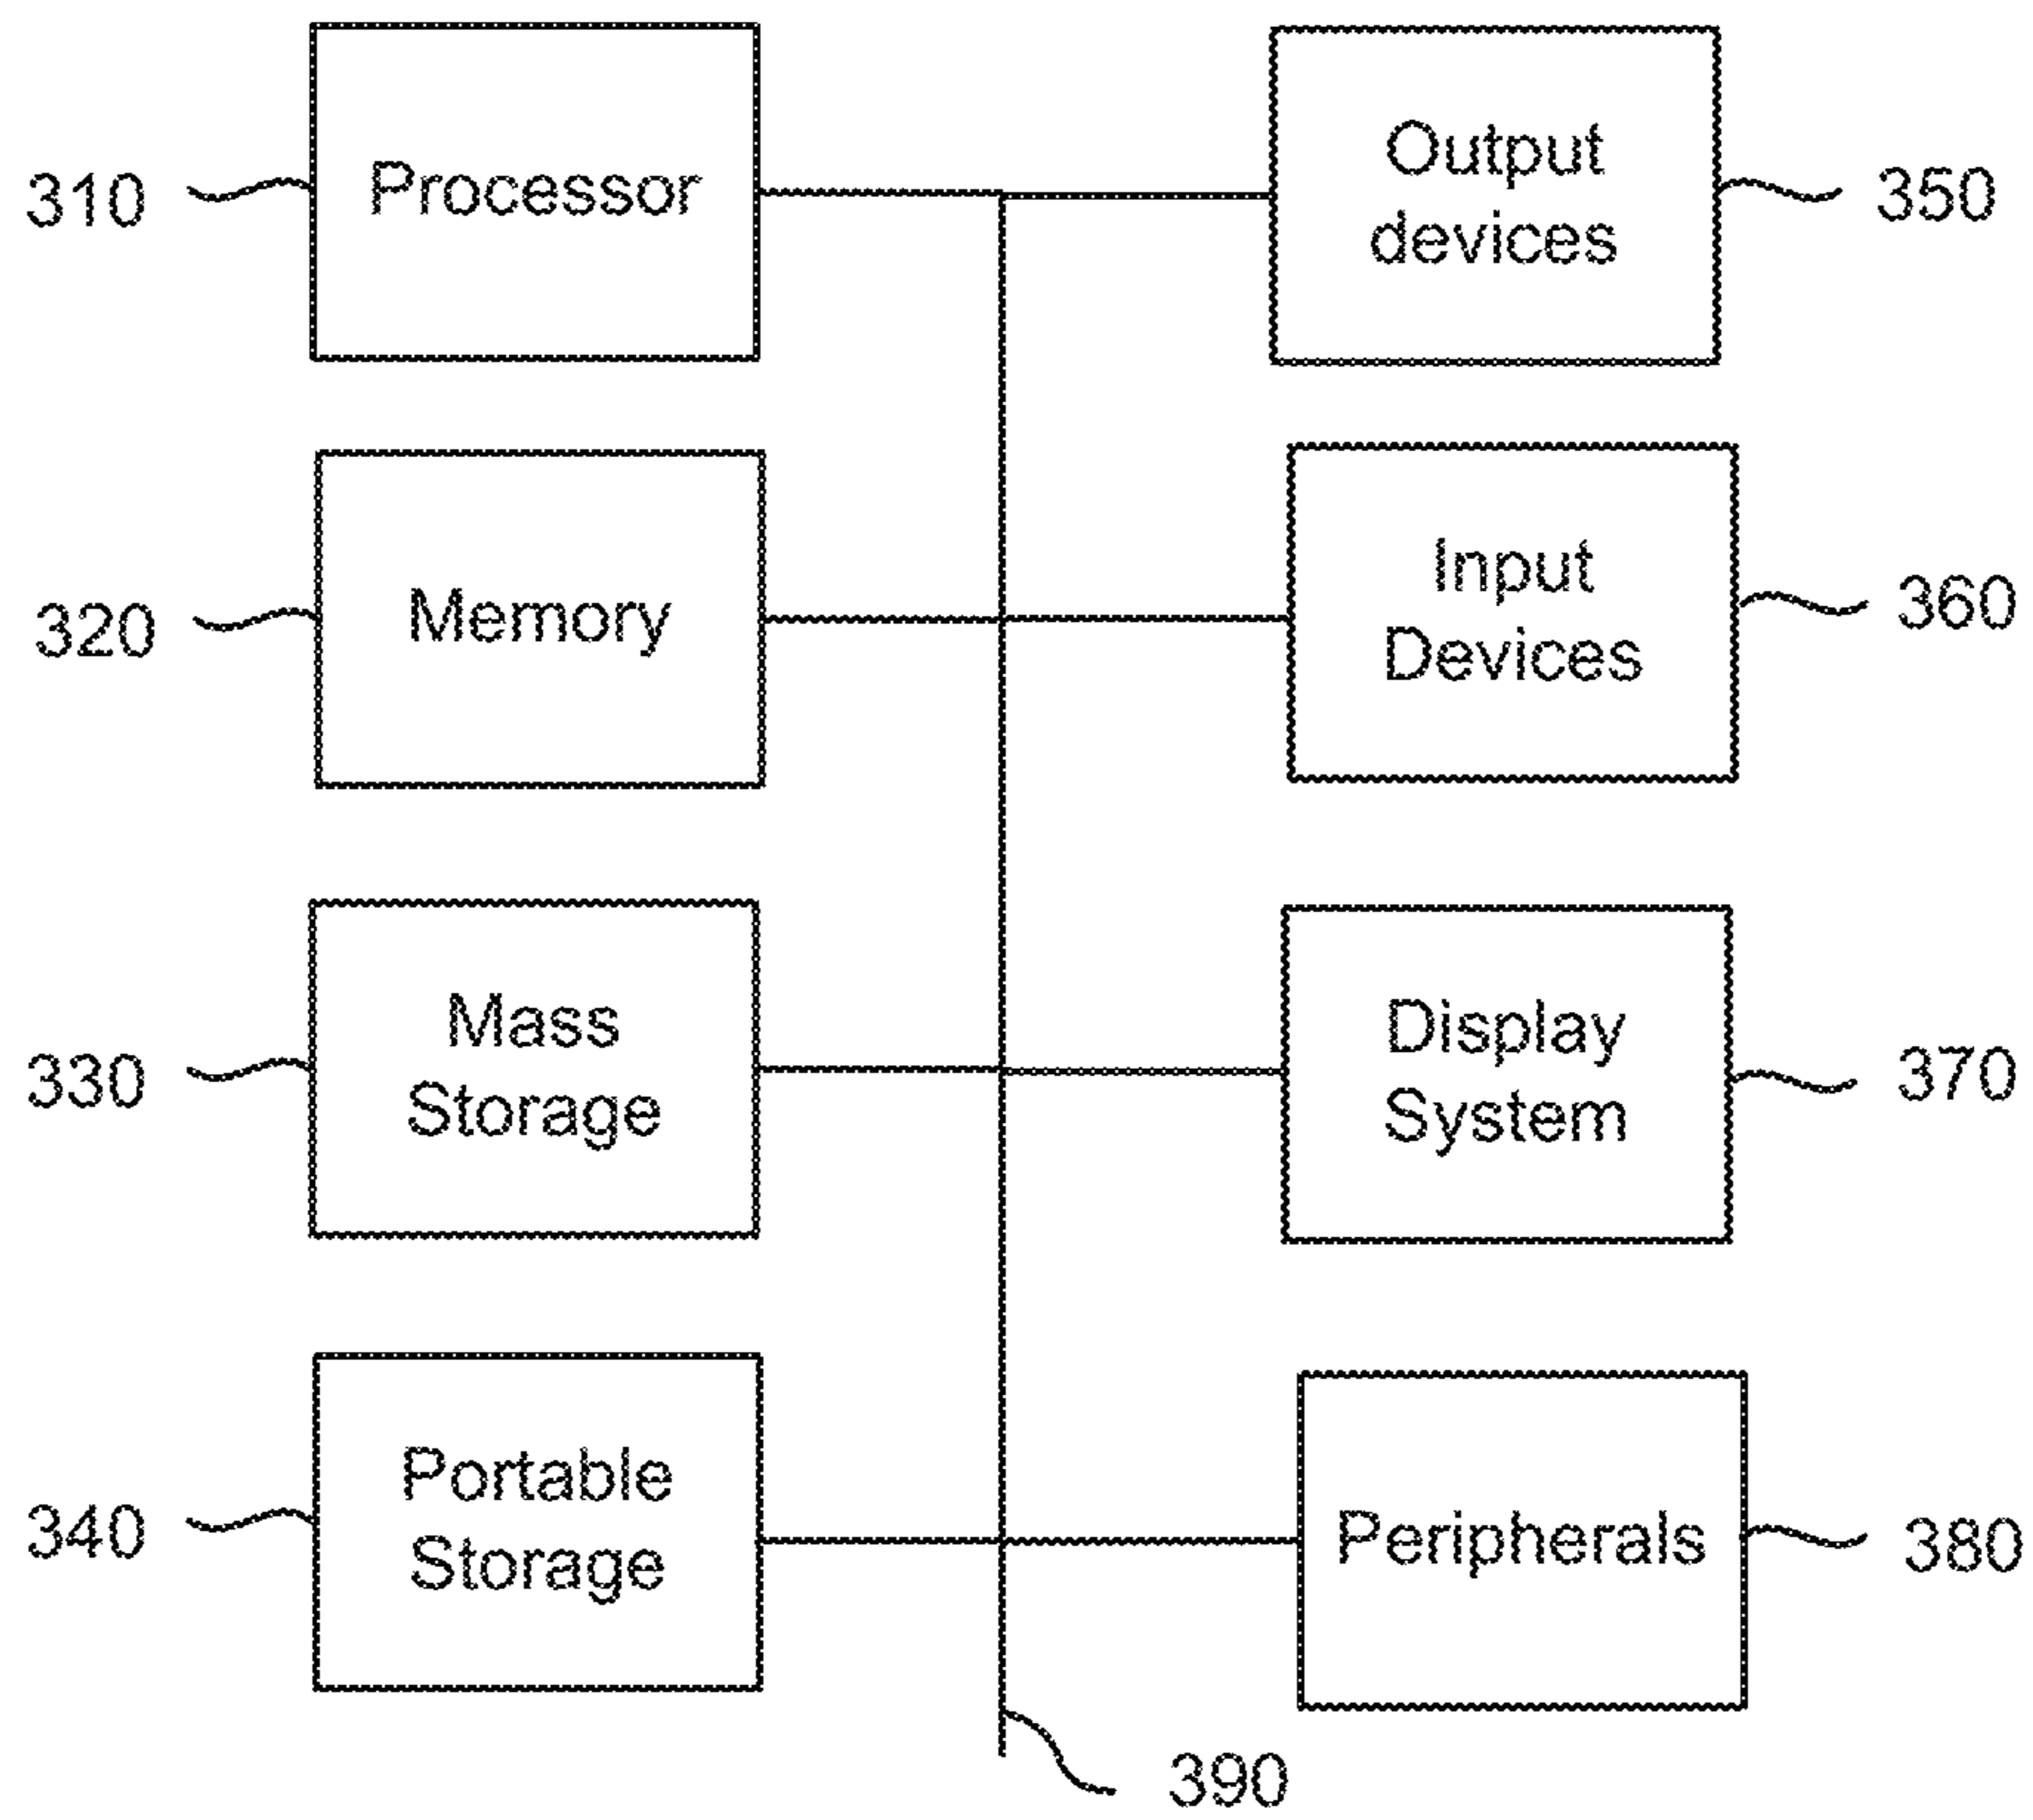 310
Processor
Output
devices
350
320
Memory
Input
Devices
360
330
Mass
Storage
Display
System
370
340
Portable
Storage
Peripherals
380
390